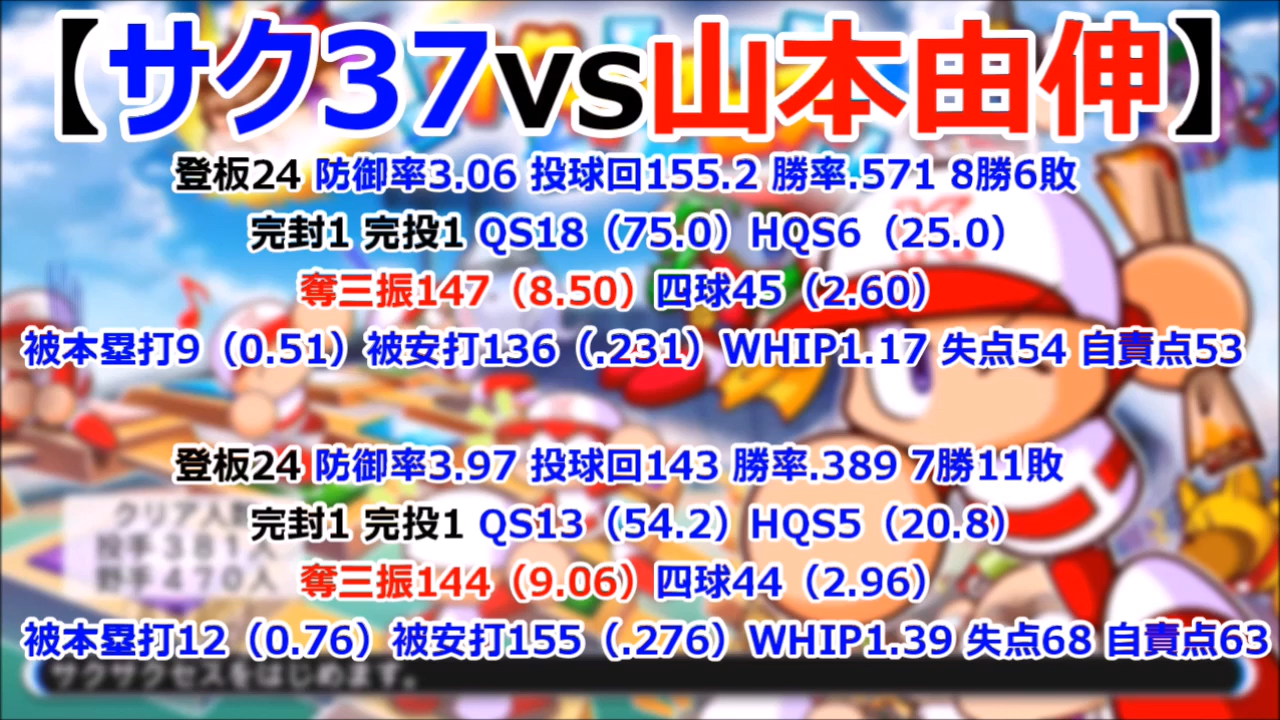 【サク37vs山本由伸】
登板24 防御率3.06 投球回155.2 勝率.571 8勝6敗
完封1 完投1 QS18（75.0）HQS6（25.0）
奪三振147（8.50）四球45（2.60）
被本塁打9（0.51）被安打136（.231）WHIP1.17 失点54 自責点53
登板24 防御率3.97 投球回143 勝率.389 7勝11敗
完封1 完投1 QS13（54.2）HQS5（20.8）
奪三振144（9.06）四球44（2.96）
被本塁打12（0.76）被安打155（.276）WHIP1.39 失点68 自責点63
クリア人数
投手381人
野手470人
サクサクセスをはじめます。